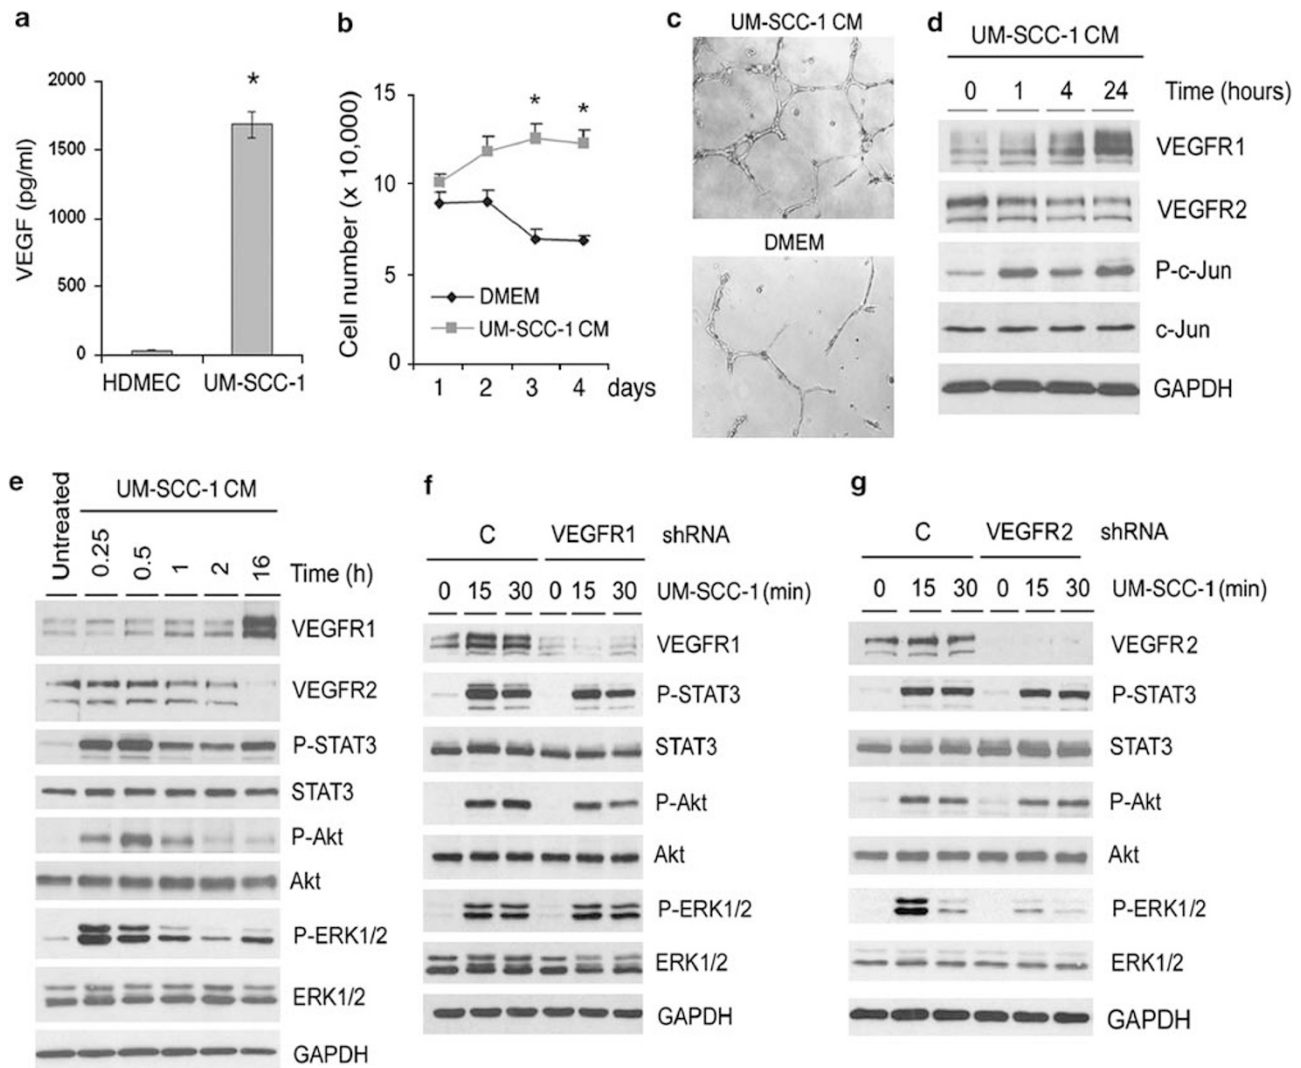 a
VEGF (pg/ml)
2000
1500
1000
500
0
*
HDMEC UM-SCC-1
b
Cell number (x 10,000)
15
10
5
0
* *
DMEM
UM-SCC-1 CM
1 2 3 4 days
c
UM-SCC-1 CM
DMEM
d
UM-SCC-1 CM
0 1 4 24 Time (hours)
VEGFR1
VEGFR2
P-c-Jun
c-Jun
GAPDH
e
Untreated
UM-SCC-1 CM
0.25 0.5 1 2 16 Time (h)
VEGFR1
VEGFR2
P-STAT3
STAT3
P-Akt
Akt
P-ERK1/2
ERK1/2
GAPDH
f
C VEGFR1 shRNA
0 15 30 0 15 30 UM-SCC-1 (min)
VEGFR1
P-STAT3
STAT3
P-Akt
Akt
P-ERK1/2
ERK1/2
GAPDH
g
C VEGFR2 shRNA
0 15 30 0 15 30 UM-SCC-1 (min)
VEGFR2
P-STAT3
STAT3
P-Akt
Akt
P-ERK1/2
ERK1/2
GAPDH